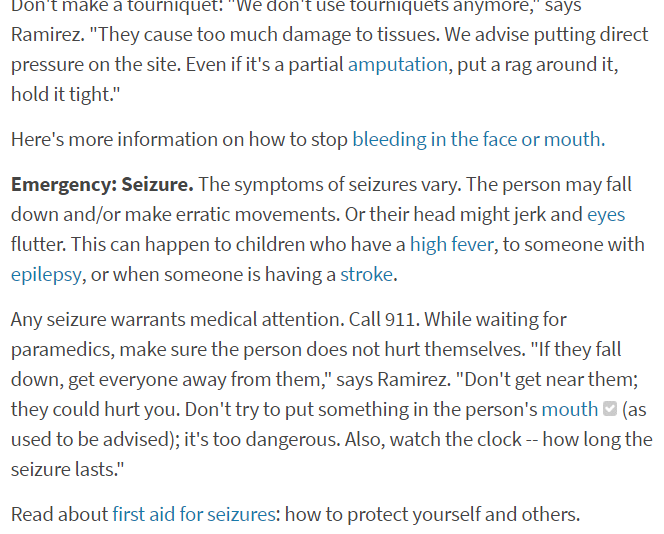 Don't make a tourniquet: "We don't use tourniquets anymore," says
Ramirez. "They cause too much damage to tissues. We advise putting direct
pressure on the site. Even if it's a partial amputation, put a rag around it,
hold it tight."
Here's more information on how to stop bleeding in the face or mouth.
Emergency: Seizure. The symptoms of seizures vary. The person may fall
down and/or make erratic movements. Or their head might jerk and eyes
flutter. This can happen to children who have a high fever, to someone with
epilepsy, or when someone is having a stroke.
Any seizure warrants medical attention. Call 911. While waiting for
paramedics, make sure the person does not hurt themselves. "If they fall
down, get everyone away from them," says Ramirez. "Don't get near them;
they could hurt you. Don't try to put something in the person's mouth (as
used to be advised); it's too dangerous. Also, watch the clock -- how long the
seizure lasts."
Read about first aid for seizures: how to protect yourself and others.